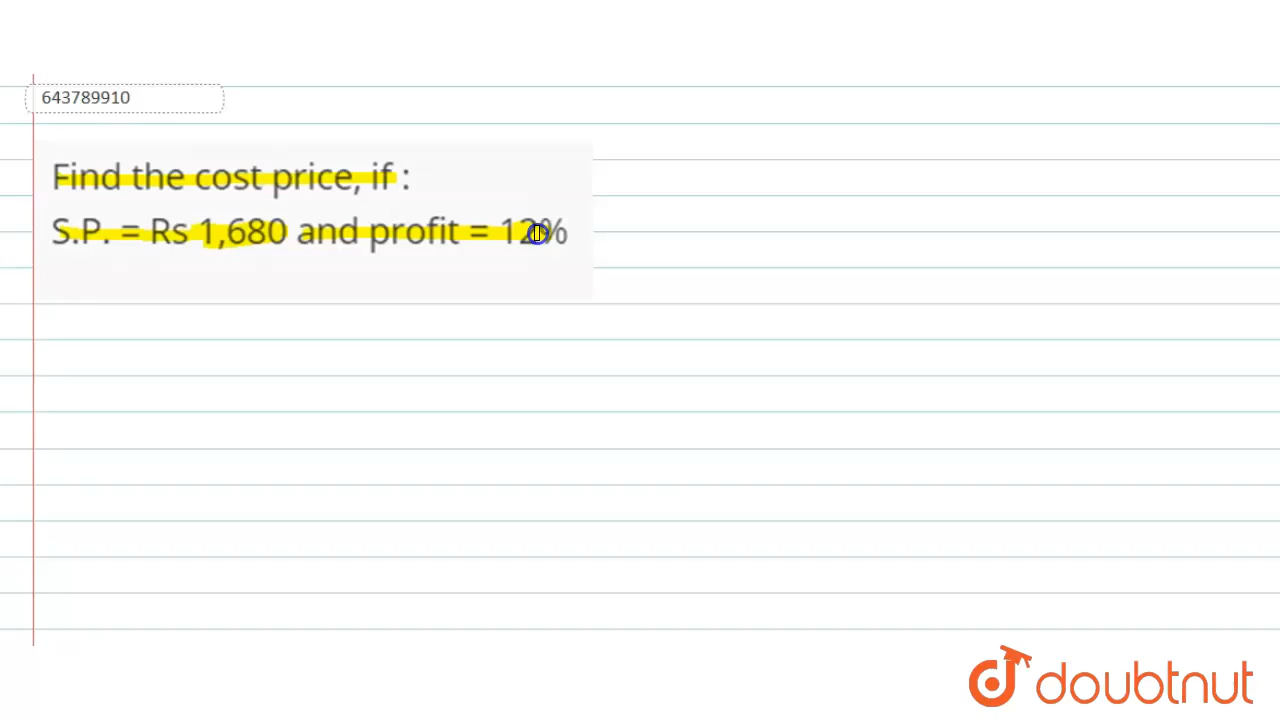 643789910
Find the cost price, if :
S.P. = Rs 1,680 and profit = 12%
doubtnut